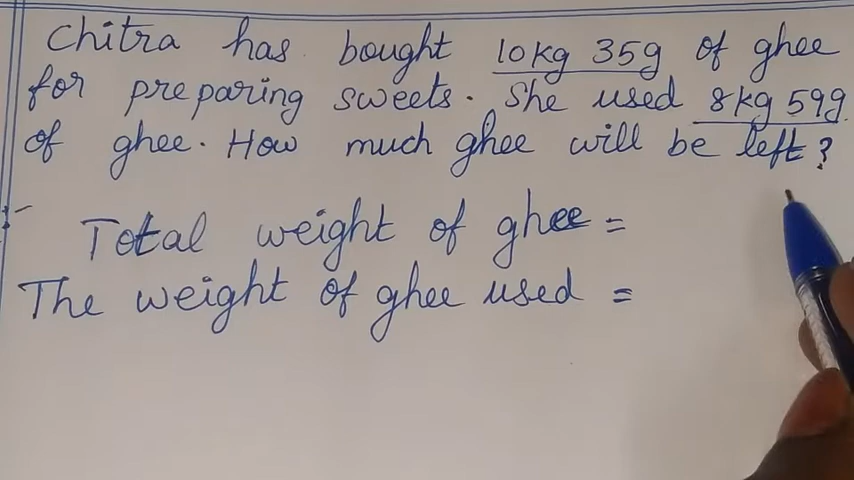 Chitra has bought 10kg 35g of ghee
for preparing sweets. She used 8kg 59g
of ghee. How much ghee will be left?
Total weight of ghee =
The weight of ghee used =